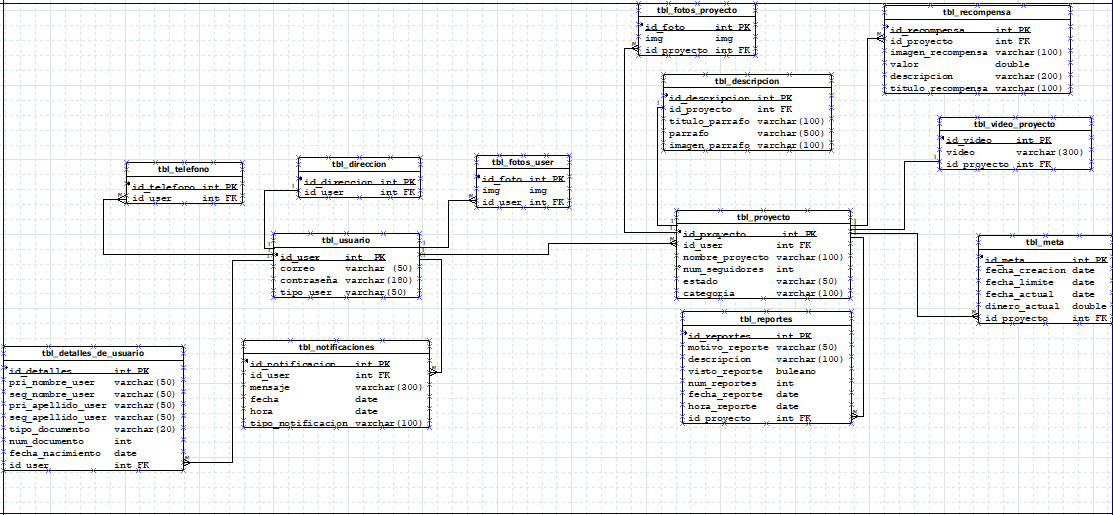 tbl_fotos_proyecto
id_foto int PK
img img
id_proyecto int FK
tbl_recompensa
id_recompensa int PK
id_proyecto int FK
imagen_recompensa varchar(100)
valor double
descripcion varchar(200)
titulo_recompensa varchar(100)
tbl_descripcion
id_descripcion int PK
id_proyecto int FK
titulo_parrafo varchar(100)
parrafo varchar(500)
imagen_parrafo varchar(100)
tbl_video_proyecto
id_video int PK
video varchar(300)
id_proyecto int FK
tbl_telefono
id_telefono int PK
id_user int FK
tbl_direccion
id_direccion int PK
id_user int FK
tbl_fotos_user
id_foto int PK
img img
id_user int FK
tbl_usuario
id_user int PK
correo varchar (50)
contraseña varchar(180)
tipo_user varchar(50)
tbl_proyecto
id_proyecto int PK
id_user int FK
nombre_proyecto varchar(100)
num_seguidores int
estado varchar(50)
categoria varchar(100)
tbl_meta
id_meta int PK
fecha_creacion date
fecha_limite date
fecha_actual date
dinero_actual double
id_proyecto int FK
tbl_detalles_de_usuario
id_detalles int PK
pri_nombre_user varchar(50)
seg_nombre_user varchar(50)
pri_apellido_user varchar(50)
seg_apellido_user varchar(50)
tipo_documento varchar(20)
num_documento int
fecha_nacimiento date
id_user int FK
tbl_notificaciones
id_notificacion int PK
id_user int FK
mensaje varchar(300)
fecha date
hora date
tipo_notificacion varchar(100)
tbl_reportes
id_reportes int PK
motivo_reporte varchar(50)
descripcion varchar(100)
visto_reporte buleano
num_reportes int
fecha_reporte date
hora_reporte date
id_proyecto int FK